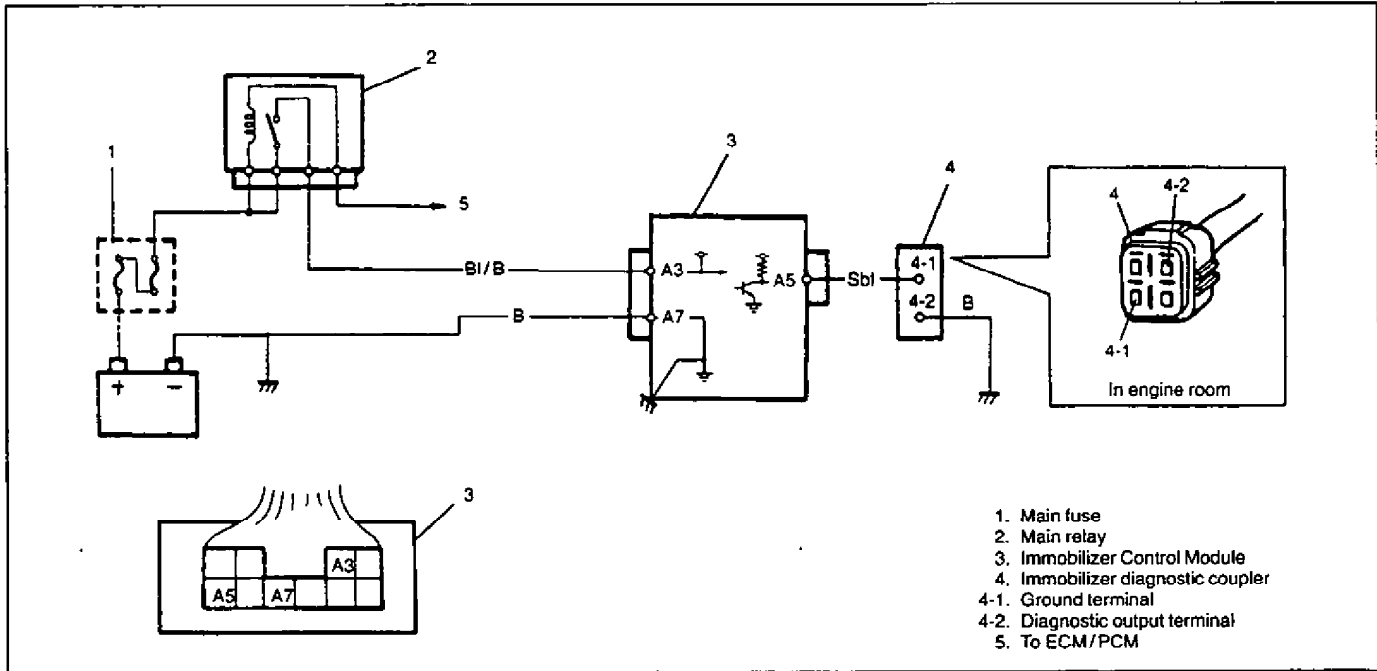 2
1
3
4
5
4-1
4-2
Bl/B
A3
A5
Sbl
B
A7
B
+
−
4
4-2
4-1
In engine room
3
A3
A5
A7
1. Main fuse
2. Main relay
3. Immobilizer Control Module
4. Immobilizer diagnostic coupler
4-1. Ground terminal
4-2. Diagnostic output terminal
5. To ECM/PCM